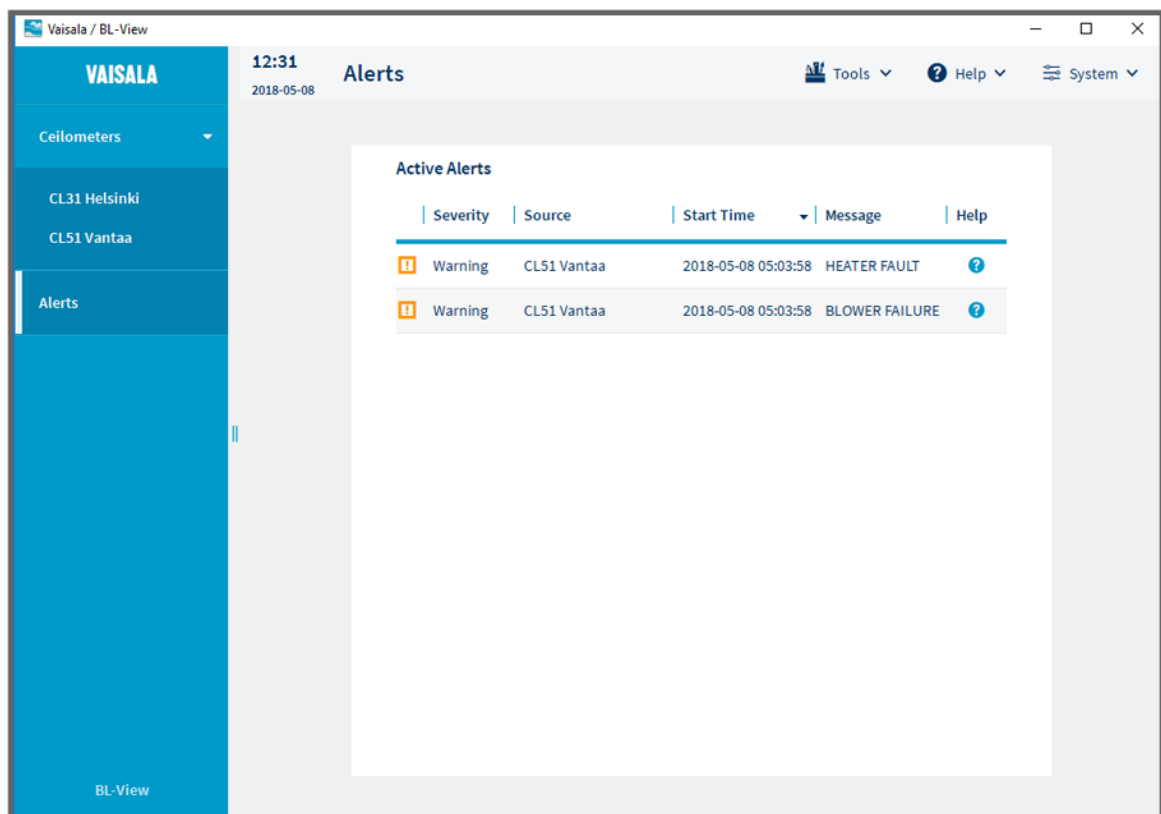 Vaisala / BL-View
VAISALA
12:31
2018-05-08
Alerts
Tools
Help
System
Ceilometers
CL31 Helsinki
CL51 Vantaa
Alerts
Active Alerts
Severity Source Start Time Message Help
Warning CL51 Vantaa 2018-05-08 05:03:58 HEATER FAULT
Warning CL51 Vantaa 2018-05-08 05:03:58 BLOWER FAILURE
BL-View